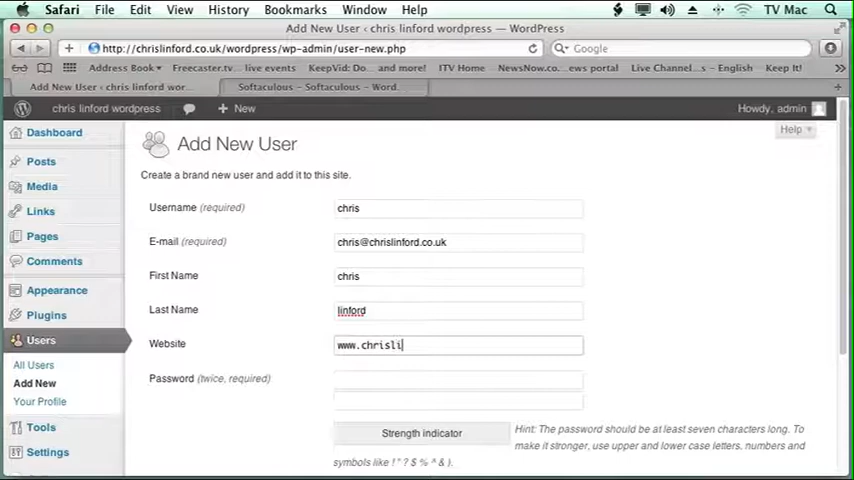 Safari File Edit View History Bookmarks Window Help TV Mac
Add New User ‹ chris linford wordpress — WordPress
http://chrislinford.co.uk/wordpress/wp-admin/user-new.php Google
Address Book Freecaster.tv live events KeepVid: Do... and more! ITV Home NewsNow.co... ews portal Live Channel... – English Keep It!
Add New User ‹ chris linford wor... Softaculous – Softaculous – Word...
chris linford wordpress + New Howdy, admin
Help
Dashboard
Posts
Media
Links
Pages
Comments
Appearance
Plugins
Users
All Users
Add New
Your Profile
Tools
Settings
Add New User
Create a brand new user and add it to this site.
Username (required) chris
E-mail (required) chris@chrislinford.co.uk
First Name chris
Last Name linford
Website www.chrisli
Password (twice, required)
Strength indicator
Hint: The password should be at least seven characters long. To
make it stronger, use upper and lower case letters, numbers and
symbols like ! " ? $ % ^ & ).